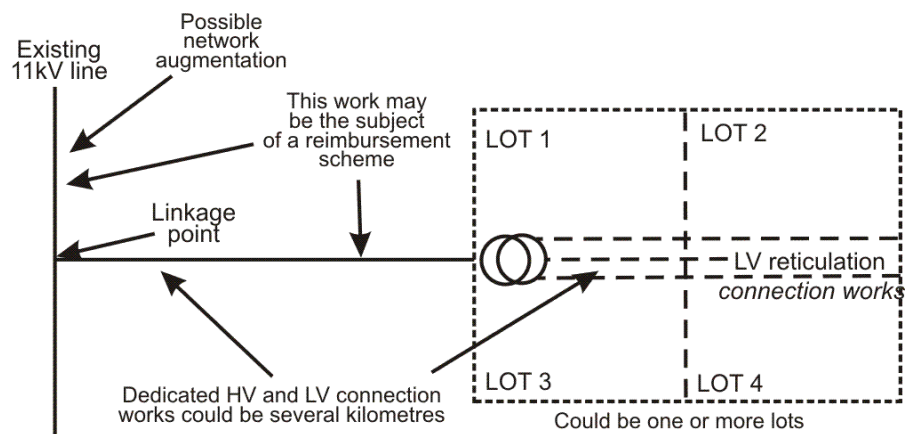 Possible
network
augmentation
Existing
11kV line
This work may
be the subject
of a reimbursement
scheme
LOT 1
LOT 2
Linkage
point
LV reticulation
connection works
Dedicated HV and LV connection
works could be several kilometres
LOT 3
LOT 4
Could be one or more lots